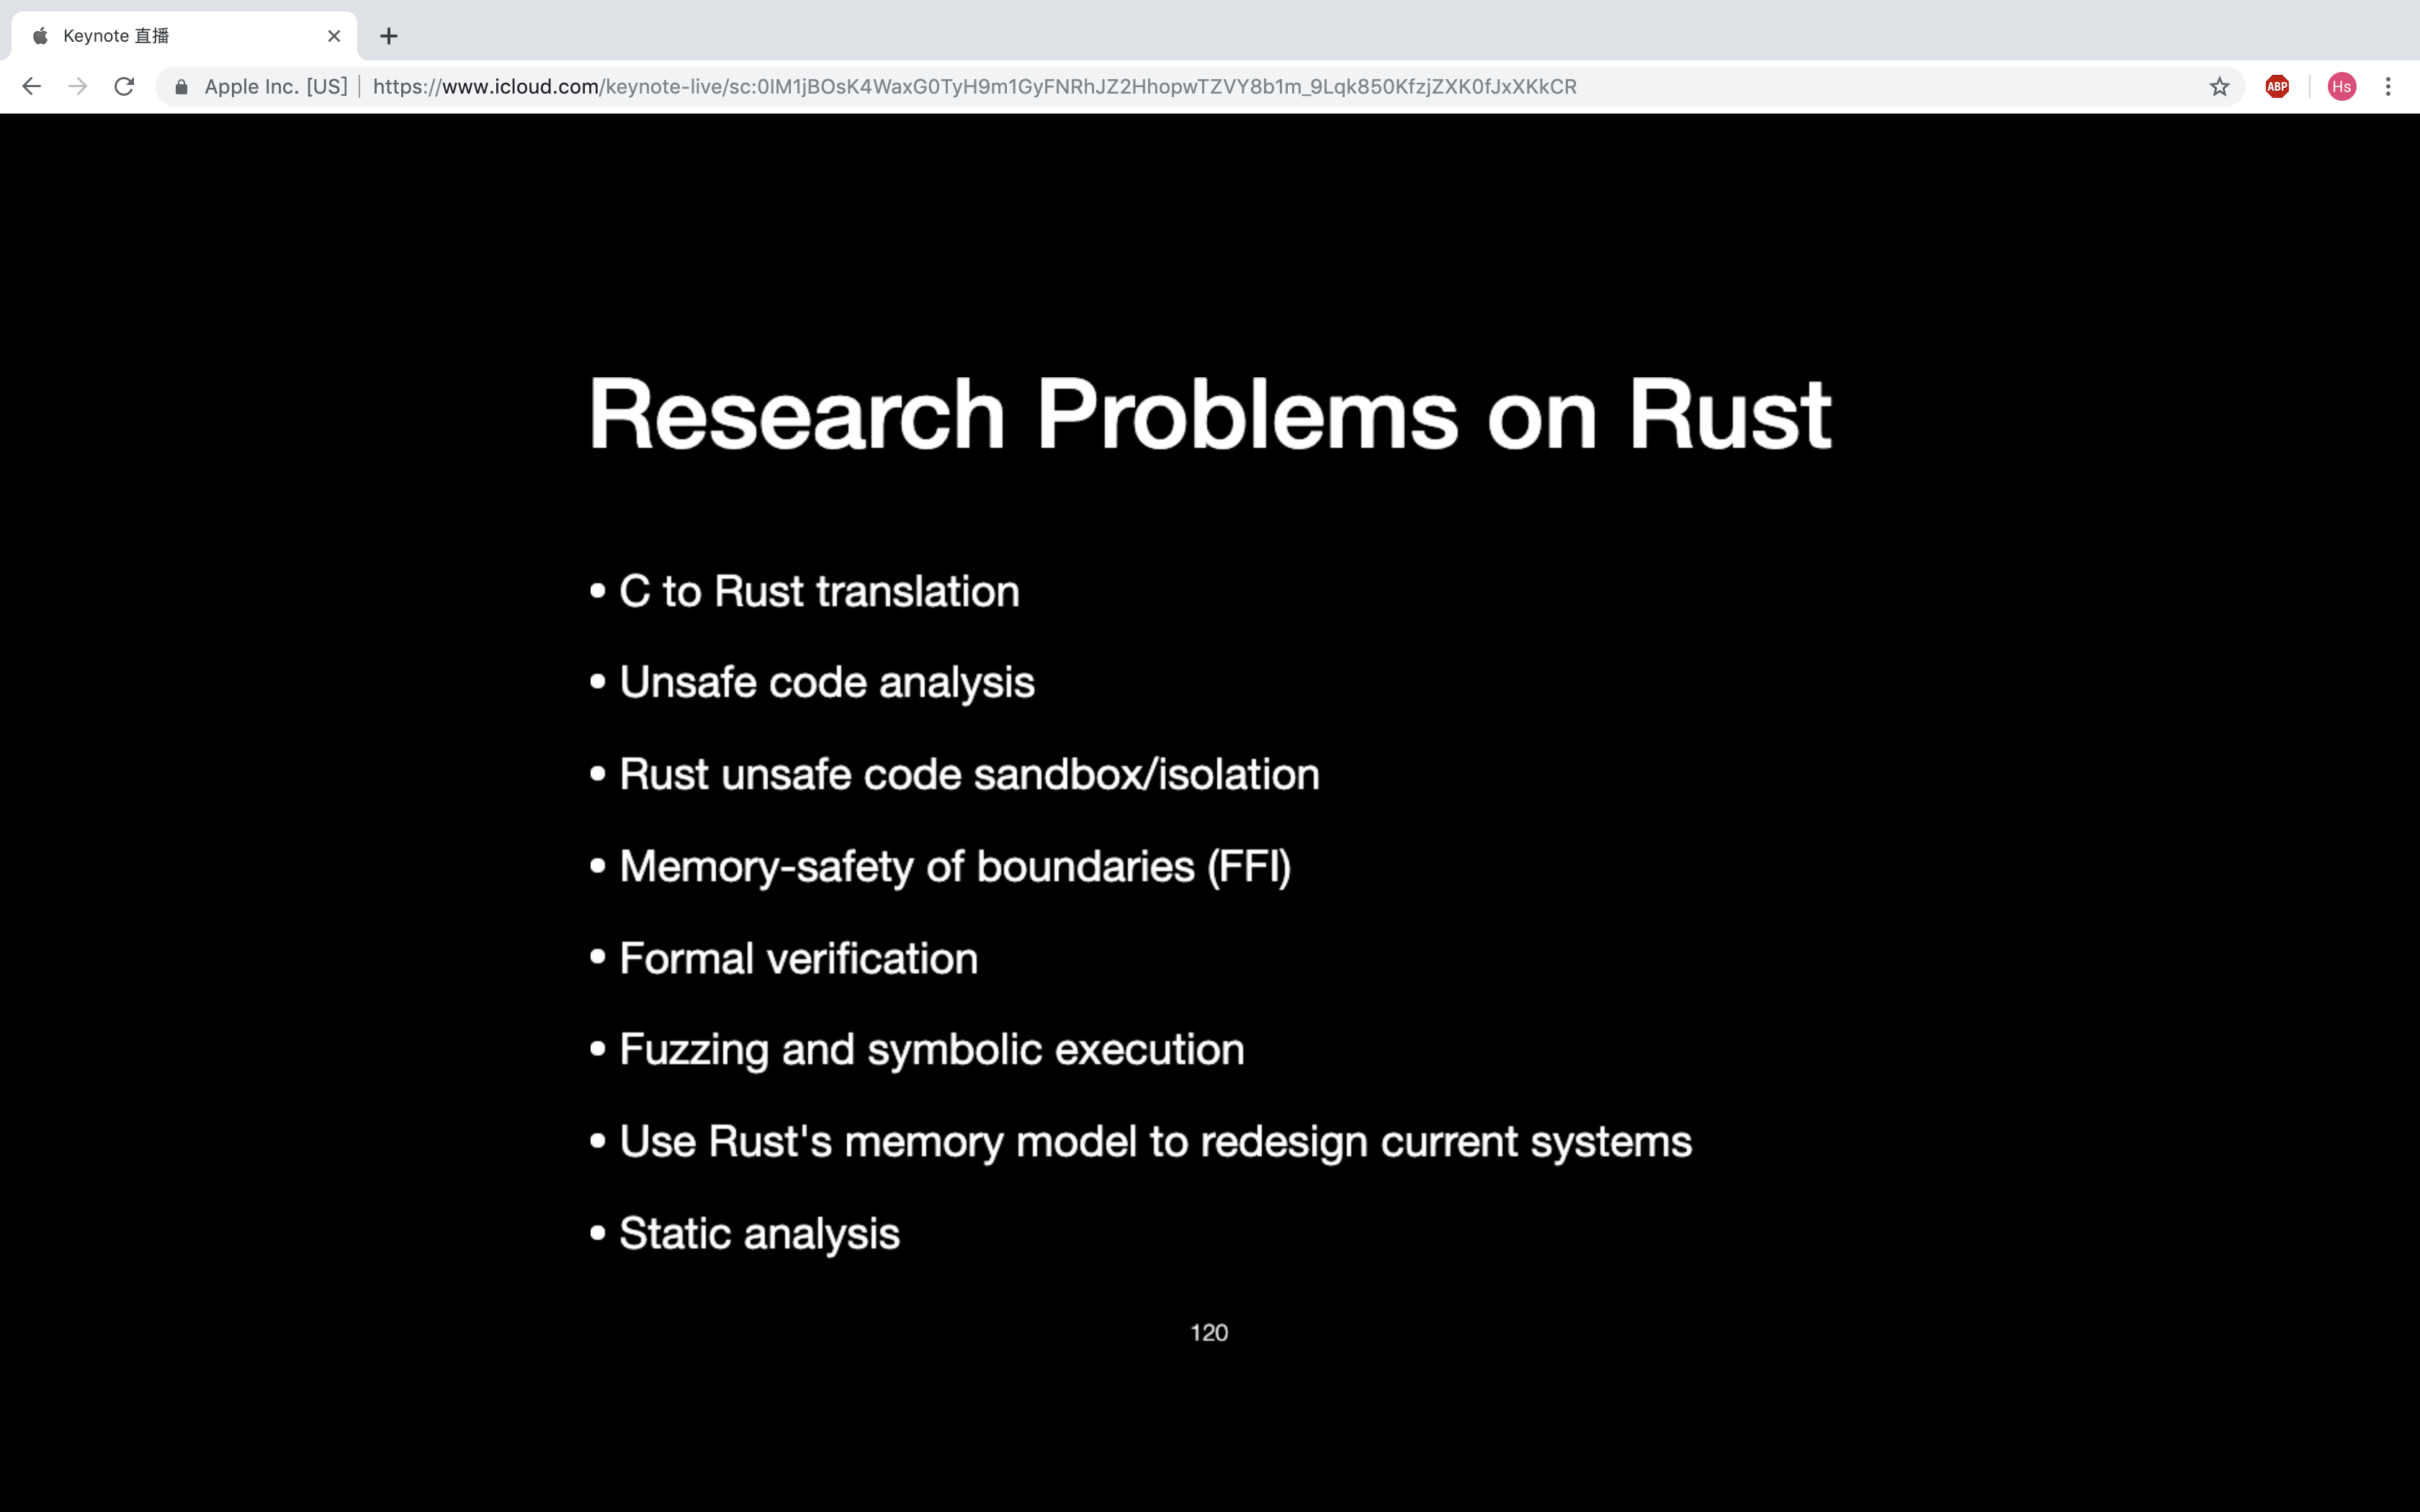 Keynote 直播
Apple Inc. [US] https://www.icloud.com/keynote-live/sc:0IM1jBOsK4WaxG0TyH9m1GyFNRhJZ2HhopwTZVY8b1m_9Lqk850KfzjZXK0fJxXKkCR
ABP
Hs
Research Problems on Rust
• C to Rust translation
• Unsafe code analysis
• Rust unsafe code sandbox/isolation
• Memory-safety of boundaries (FFI)
• Formal verification
• Fuzzing and symbolic execution
• Use Rust's memory model to redesign current systems
• Static analysis
120